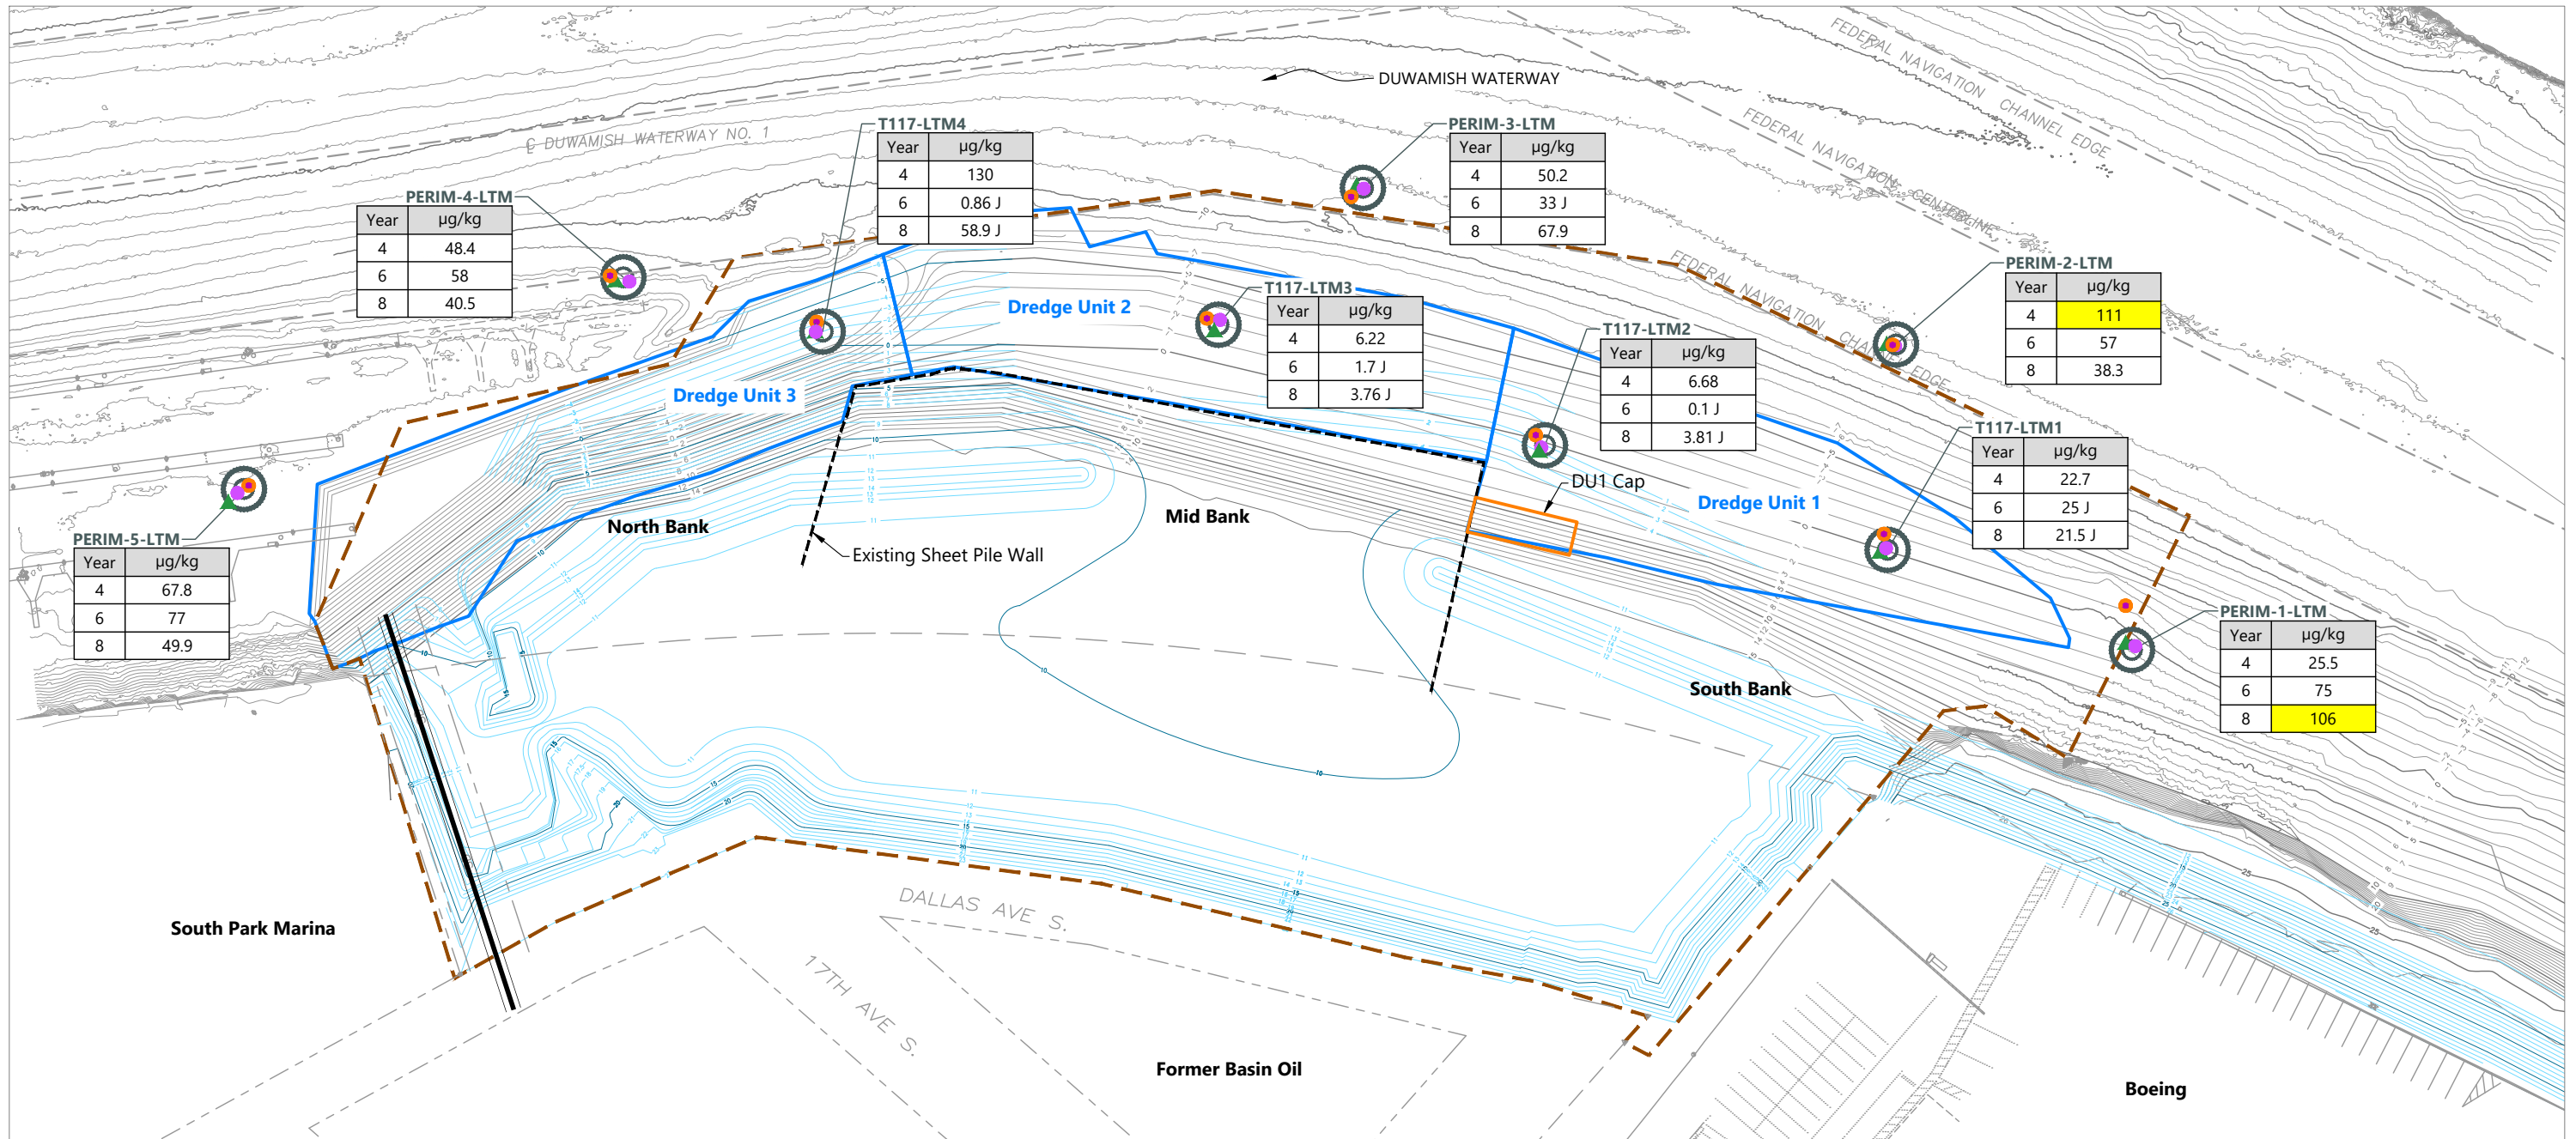 FEDERAL NAVIGATION CHANNEL EDGE
DUWAMISH WATERWAY
FEDERAL NAVIGATION CENTERLINE
℄ DUWAMISH WATERWAY NO. 1
T117-LTM4
Year µg/kg
4 130
6 0.86 J
8 58.9 J
PERIM-3-LTM
Year µg/kg
4 50.2
6 33 J
8 67.9
PERIM-4-LTM
Year µg/kg
4 48.4
6 58
8 40.5
FEDERAL NAVIGATION CHANNEL EDGE
PERIM-2-LTM
Year µg/kg
4 111
6 57
8 38.3
T117-LTM3
Year µg/kg
4 6.22
6 1.7 J
8 3.76 J
Dredge Unit 2
T117-LTM2
Year µg/kg
4 6.68
6 0.1 J
8 3.81 J
Dredge Unit 3
T117-LTM1
Year µg/kg
4 22.7
6 25 J
8 21.5 J
DU1 Cap
Dredge Unit 1
North Bank
Mid Bank
Existing Sheet Pile Wall
PERIM-5-LTM
Year µg/kg
4 67.8
6 77
8 49.9
PERIM-1-LTM
Year µg/kg
4 25.5
6 75
8 106
South Bank
DALLAS AVE S.
South Park Marina
17TH AVE S.
Former Basin Oil
Boeing